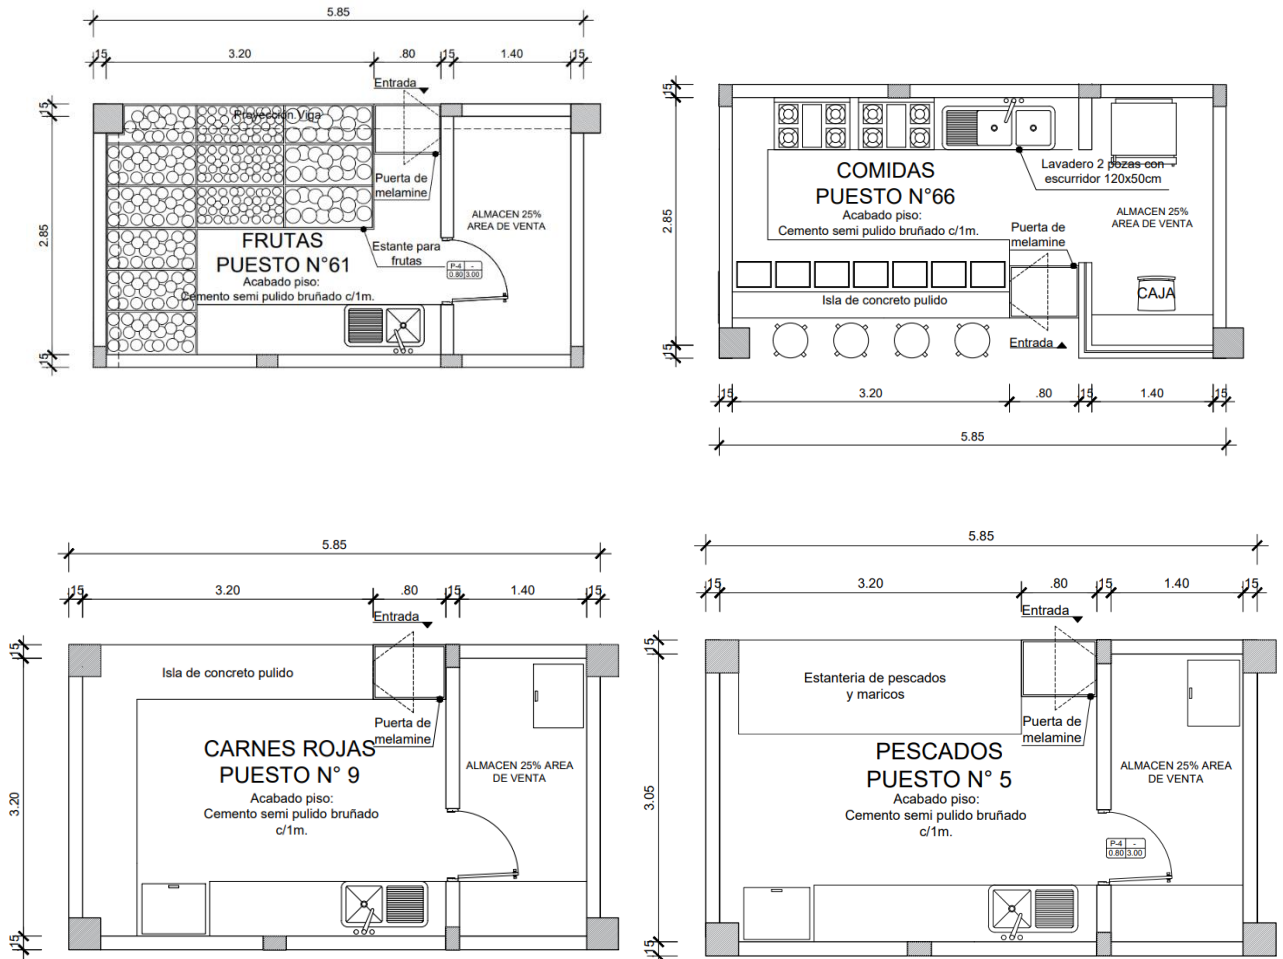 5.85
.15
3.20
.80
.15
1.40
.15
Entrada
.15
2.85
.15
Proyección Viga
Puerta de
melamine
ALMACEN 25%
AREA DE VENTA
FRUTAS
PUESTO N°61
Acabado piso:
Cemento semi pulido bruñado c/1m.
Estante para
frutas
P-4 -
0.80 3.00
.15
2.85
.15
COMIDAS
PUESTO N°66
Acabado piso:
Cemento semi pulido bruñado c/1m.
Lavadero 2 pozas con
escurridor 120x50cm
ALMACEN 25%
AREA DE VENTA
Puerta de
melamine
Isla de concreto pulido
CAJA
Entrada
.15
3.20
.80
.15
1.40
.15
5.85
5.85
.15
3.20
.80
.15
1.40
.15
Entrada
.15
3.20
.15
Isla de concreto pulido
Puerta de
melamine
CARNES ROJAS
PUESTO N° 9
Acabado piso:
Cemento semi pulido bruñado
c/1m.
ALMACEN 25% AREA
DE VENTA
5.85
.15
3.20
.80
.15
1.40
.15
Entrada
.15
3.05
.15
Estanteria de pescados
y maricos
Puerta de
melamine
PESCADOS
PUESTO N° 5
Acabado piso:
Cemento semi pulido bruñado
c/1m.
ALMACEN 25% AREA
DE VENTA
P-4 -
0.80 3.00